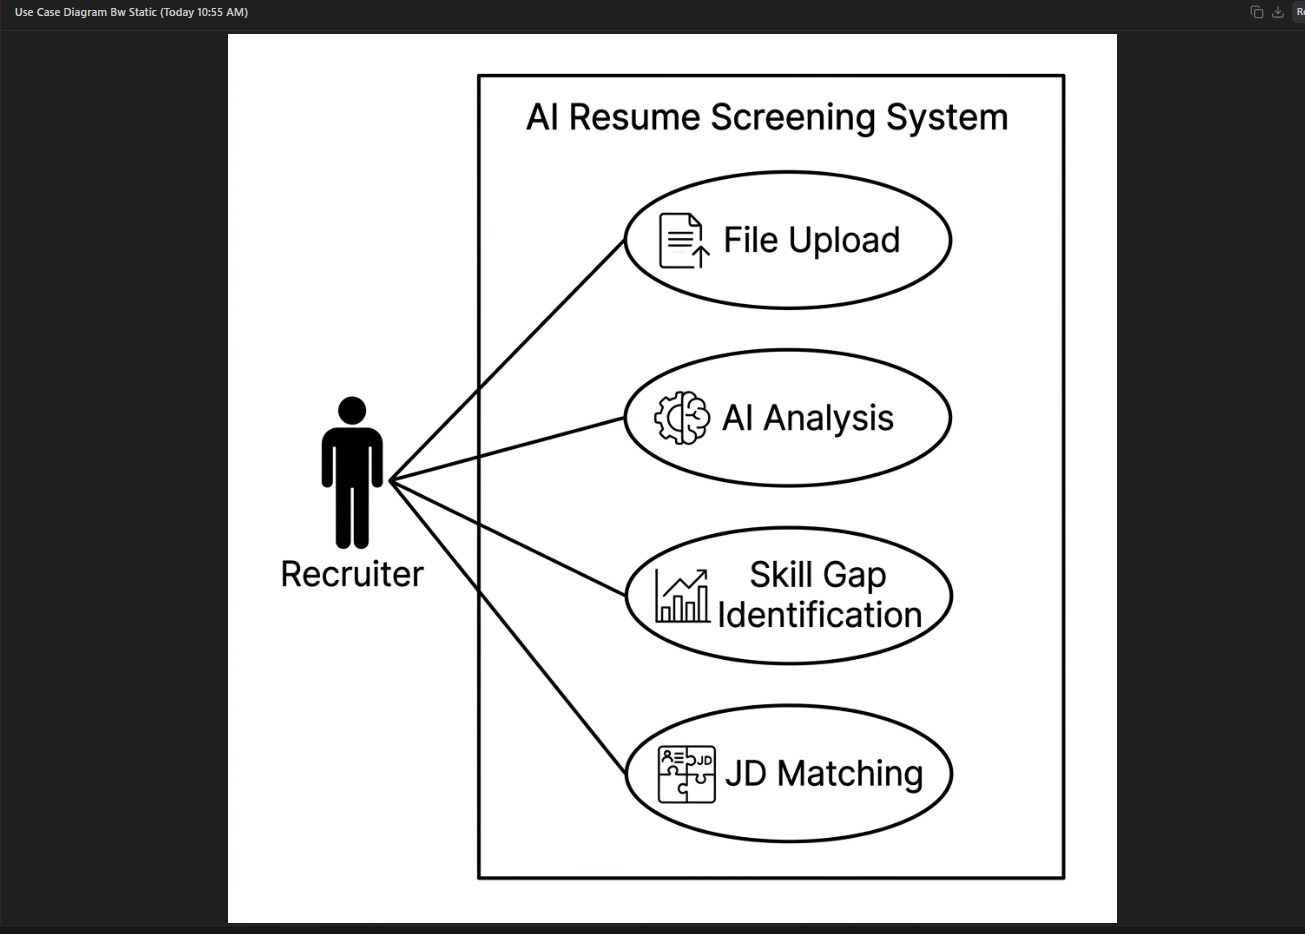 Use Case Diagram Bw Static (Today 10:55 AM)
AI Resume Screening System
File Upload
AI Analysis
Recruiter
Skill Gap
Identification
JD
JD Matching